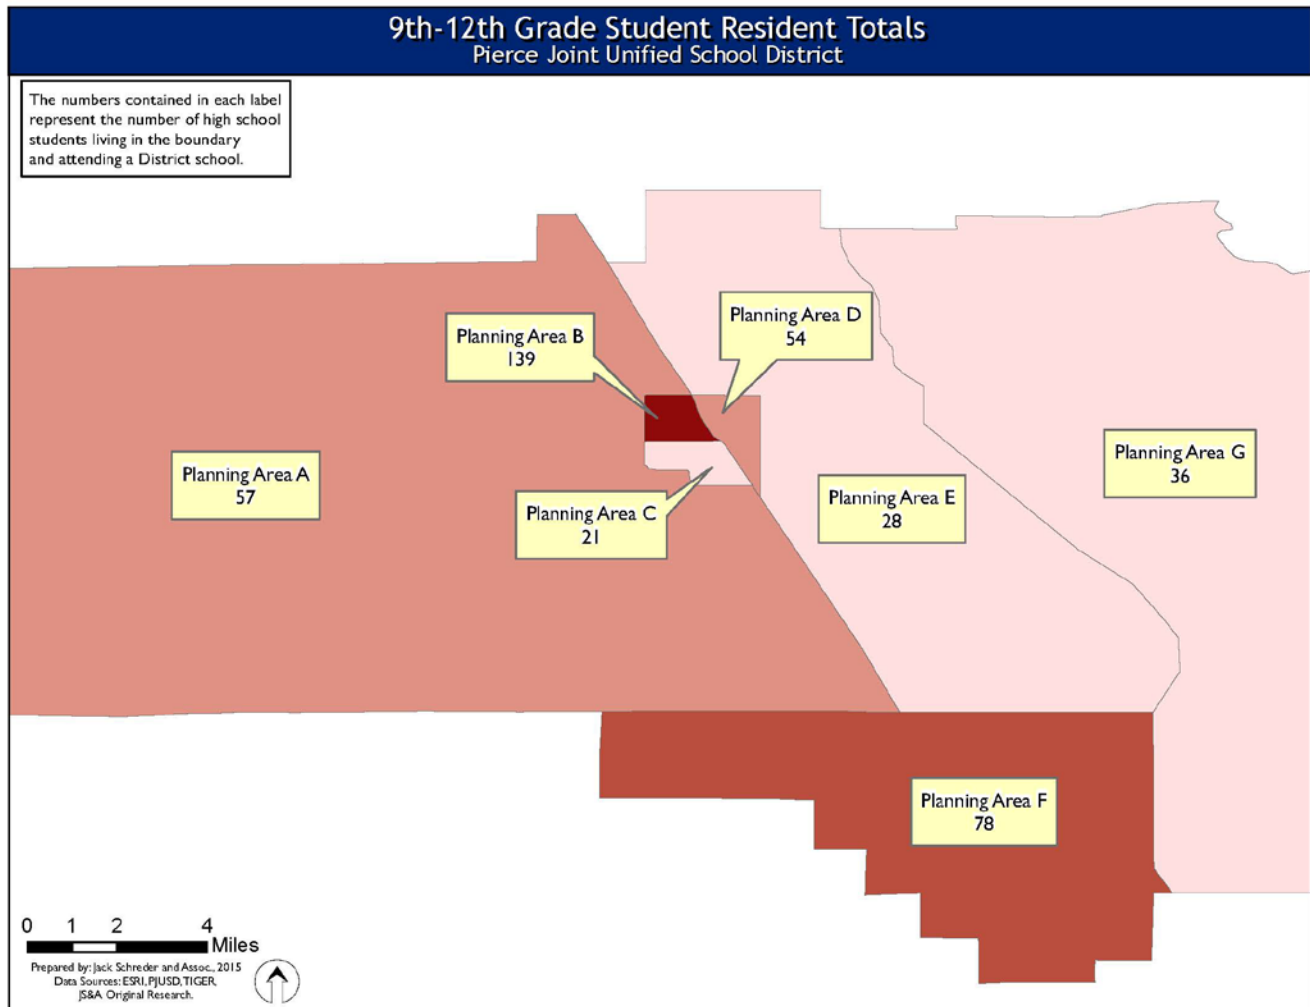 9th-12th Grade Student Resident Totals
Pierce Joint Unified School District
The numbers contained in each label
represent the number of high school
students living in the boundary
and attending a District school.
Planning Area D
54
Planning Area B
139
Planning Area G
36
Planning Area A
57
Planning Area E
28
Planning Area C
21
Planning Area F
78
0 1 2 4
Miles
Prepared by: Jack Schreder and Assoc., 2015
Data Sources: ESRI, PJUSD, TIGER,
JS&A Original Research.